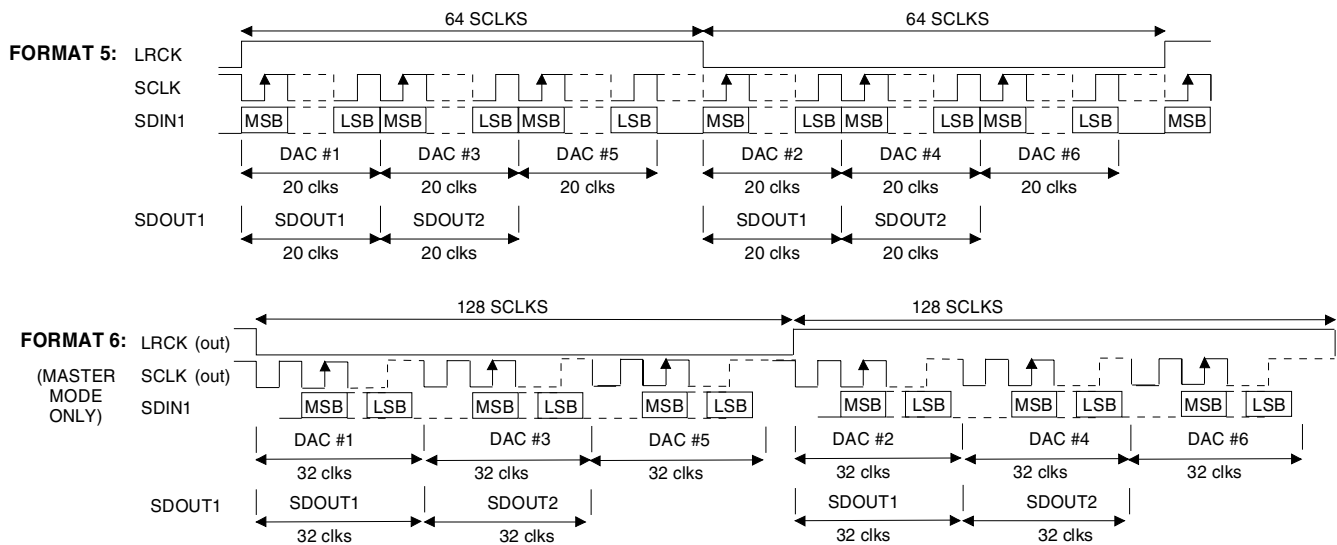 64 SCLKS 64 SCLKS
FORMAT 5: LRCK
SCLK
SDIN1 MSB LSB MSB LSB MSB LSB MSB LSB MSB LSB MSB LSB MSB
DAC #1 DAC #3 DAC #5 DAC #2 DAC #4 DAC #6
20 clks 20 clks 20 clks 20 clks 20 clks 20 clks
SDOUT1 SDOUT1 SDOUT2 SDOUT1 SDOUT2
20 clks 20 clks 20 clks 20 clks
128 SCLKS 128 SCLKS
FORMAT 6: LRCK (out)
(MASTER MODE ONLY) SCLK (out)
SDIN1 MSB LSB MSB LSB MSB LSB MSB LSB MSB LSB MSB LSB
DAC #1 DAC #3 DAC #5 DAC #2 DAC #4 DAC #6
32 clks 32 clks 32 clks 32 clks 32 clks 32 clks
SDOUT1 SDOUT1 SDOUT2 SDOUT1 SDOUT2
32 clks 32 clks 32 clks 32 clks